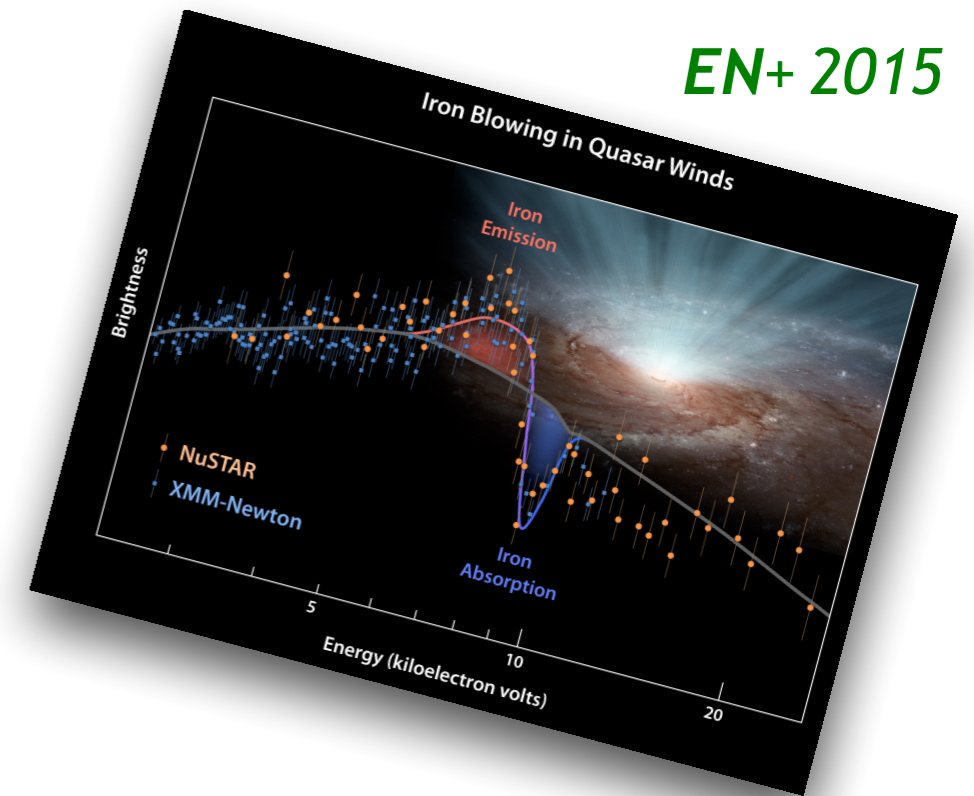 EN+ 2015
Iron Blowing in Quasar Winds
Iron
Emission
Brightness
NuSTAR
XMM-Newton
Iron
Absorption
5
10
20
Energy (kiloelectron volts)